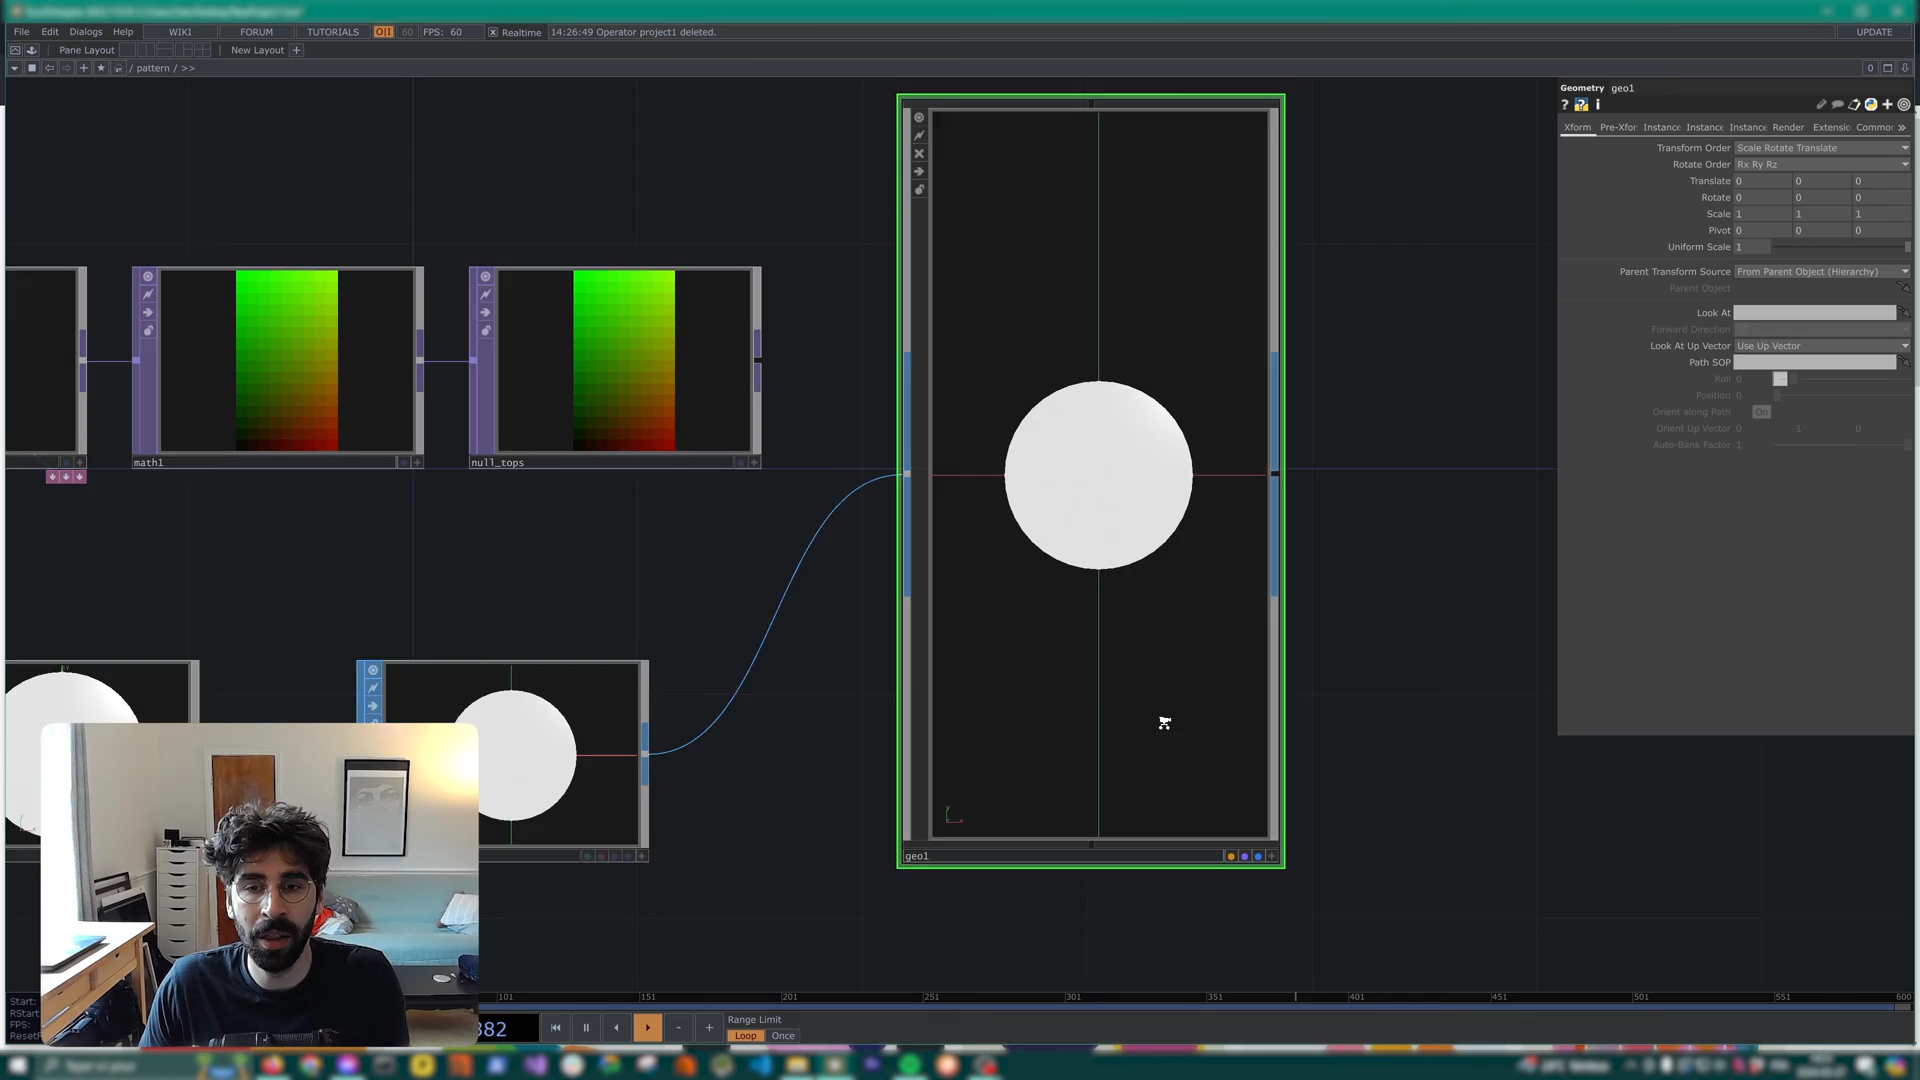 File Edit Dialogs Help WIKI FORUM TUTORIALS O|I 60 FPS: 60 Realtime 14:26:49 Operator project1 deleted. UPDATE
Pane Layout New Layout +
/ pattern / >> 0
Geometry geo1
? ? i
Xform Pre-Xfor Instance Instance Instance Render Extensio Common
Transform Order Scale Rotate Translate
Rotate Order Rx Ry Rz
Translate 0 0 0
Rotate 0 0 0
Scale 1 1 1
Pivot 0 0 0
Uniform Scale 1
Parent Transform Source From Parent Object (Hierarchy)
Parent Object
Look At
Forward Direction
Look At Up Vector Use Up Vector
Path SOP
Roll 0
Position 0
Orient along Path On
Orient Up Vector 0 1 0
Auto-Bank Factor 1
math1
null_tops
geo1
Start:
RStart
FPS:
ResetF
101 151 201 251 301 351 401 451 501 551 600
382
Range Limit
Loop Once